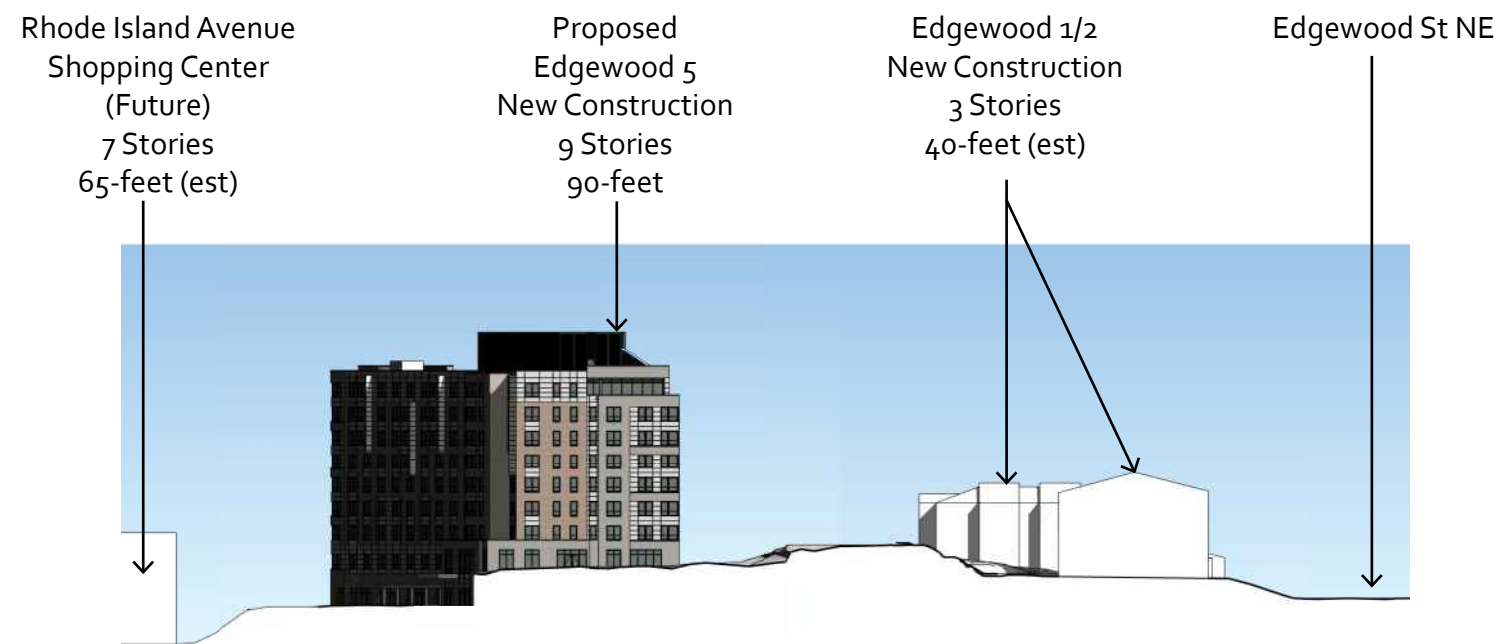 Rhode Island Avenue
Shopping Center
(Future)
7 Stories
65-feet (est)
Proposed
Edgewood 5
New Construction
9 Stories
90-feet
Edgewood 1/2
New Construction
3 Stories
40-feet (est)
Edgewood St NE